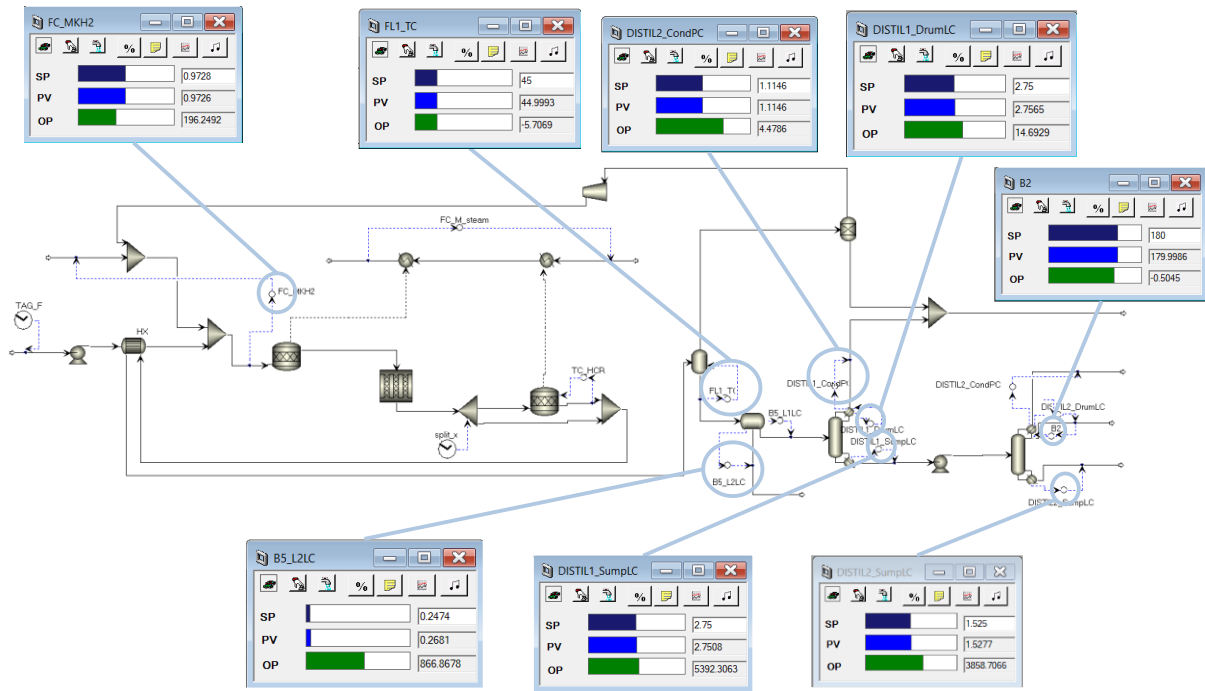 FC_MKH2
%
SP 0.9728
PV 0.9726
OP 196.2492
FL1_TC
%
SP 45
PV 44.9993
OP -5.7069
DISTIL2_CondPC
%
SP 1.1146
PV 1.1146
OP 4.4786
DISTIL1_DrumLC
%
SP 2.75
PV 2.7565
OP 14.6929
B2
%
SP 180
PV 179.9986
OP -0.5045
FC_M_steam
FC_MKH2
TAG_F
HX
TC_HCR
split_x
FL1_TC
B5_L1LC
B5_L2LC
DISTIL1_CondPC
DISTIL1_DrumLC
DISTIL1_SumpLC
DISTIL2_CondPC
DISTIL2_DrumLC
B2
DISTIL2_SumpLC
B5_L2LC
%
SP 0.2474
PV 0.2681
OP 866.8678
DISTIL1_SumpLC
%
SP 2.75
PV 2.7508
OP 5392.3063
DISTIL2_SumpLC
%
SP 1.525
PV 1.5277
OP 3858.7066